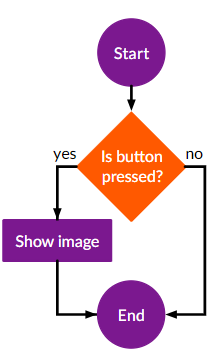 Start
yes
Is button
pressed?
no
Show image
End